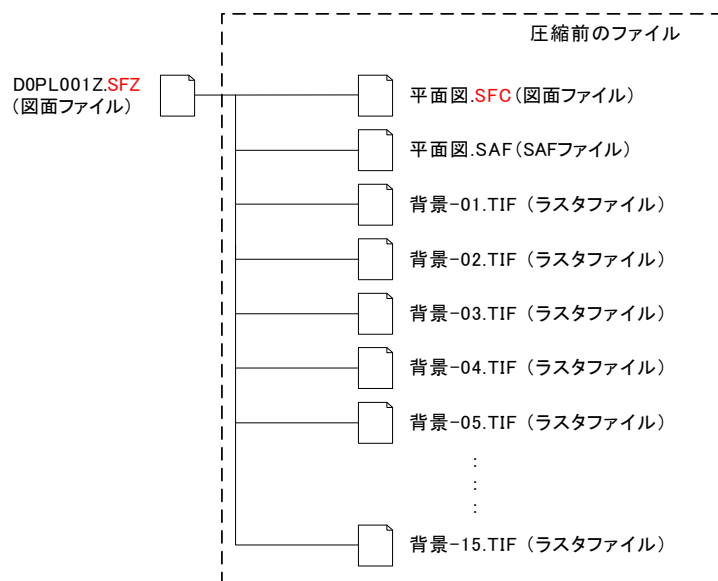 圧縮前のファイル
D0PL001Z.SFZ
(図面ファイル)
平面図.SFC(図面ファイル)
平面図.SAF(SAFファイル)
背景-01.TIF (ラスタファイル)
背景-02.TIF (ラスタファイル)
背景-03.TIF (ラスタファイル)
背景-04.TIF (ラスタファイル)
背景-05.TIF (ラスタファイル)
:
:
:
背景-15.TIF (ラスタファイル)